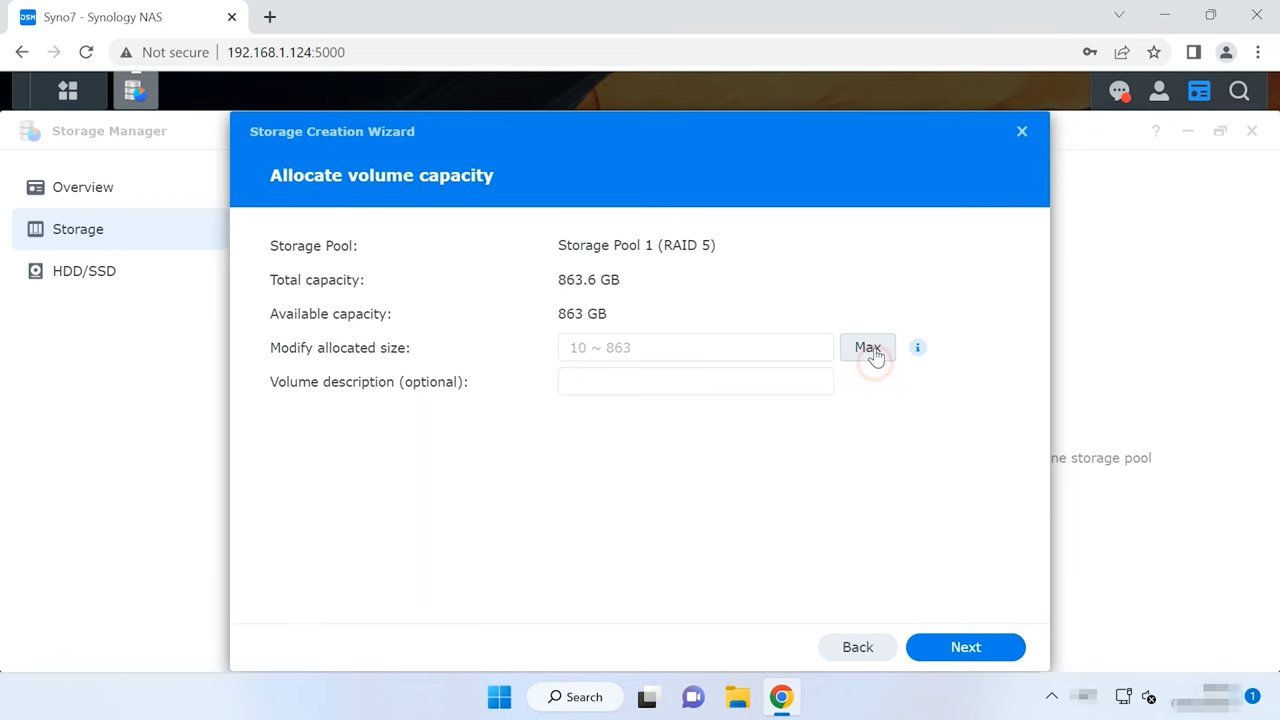 DSM Syno7 - Synology NAS
Not secure 192.168.1.124:5000
Storage Manager
Storage Creation Wizard
?
Allocate volume capacity
Overview
Storage
HDD/SSD
Storage Pool: Storage Pool 1 (RAID 5)
Total capacity: 863.6 GB
Available capacity: 863 GB
Modify allocated size: 10 ~ 863 Max i
Volume description (optional):
ne storage pool
Back Next
Search 1